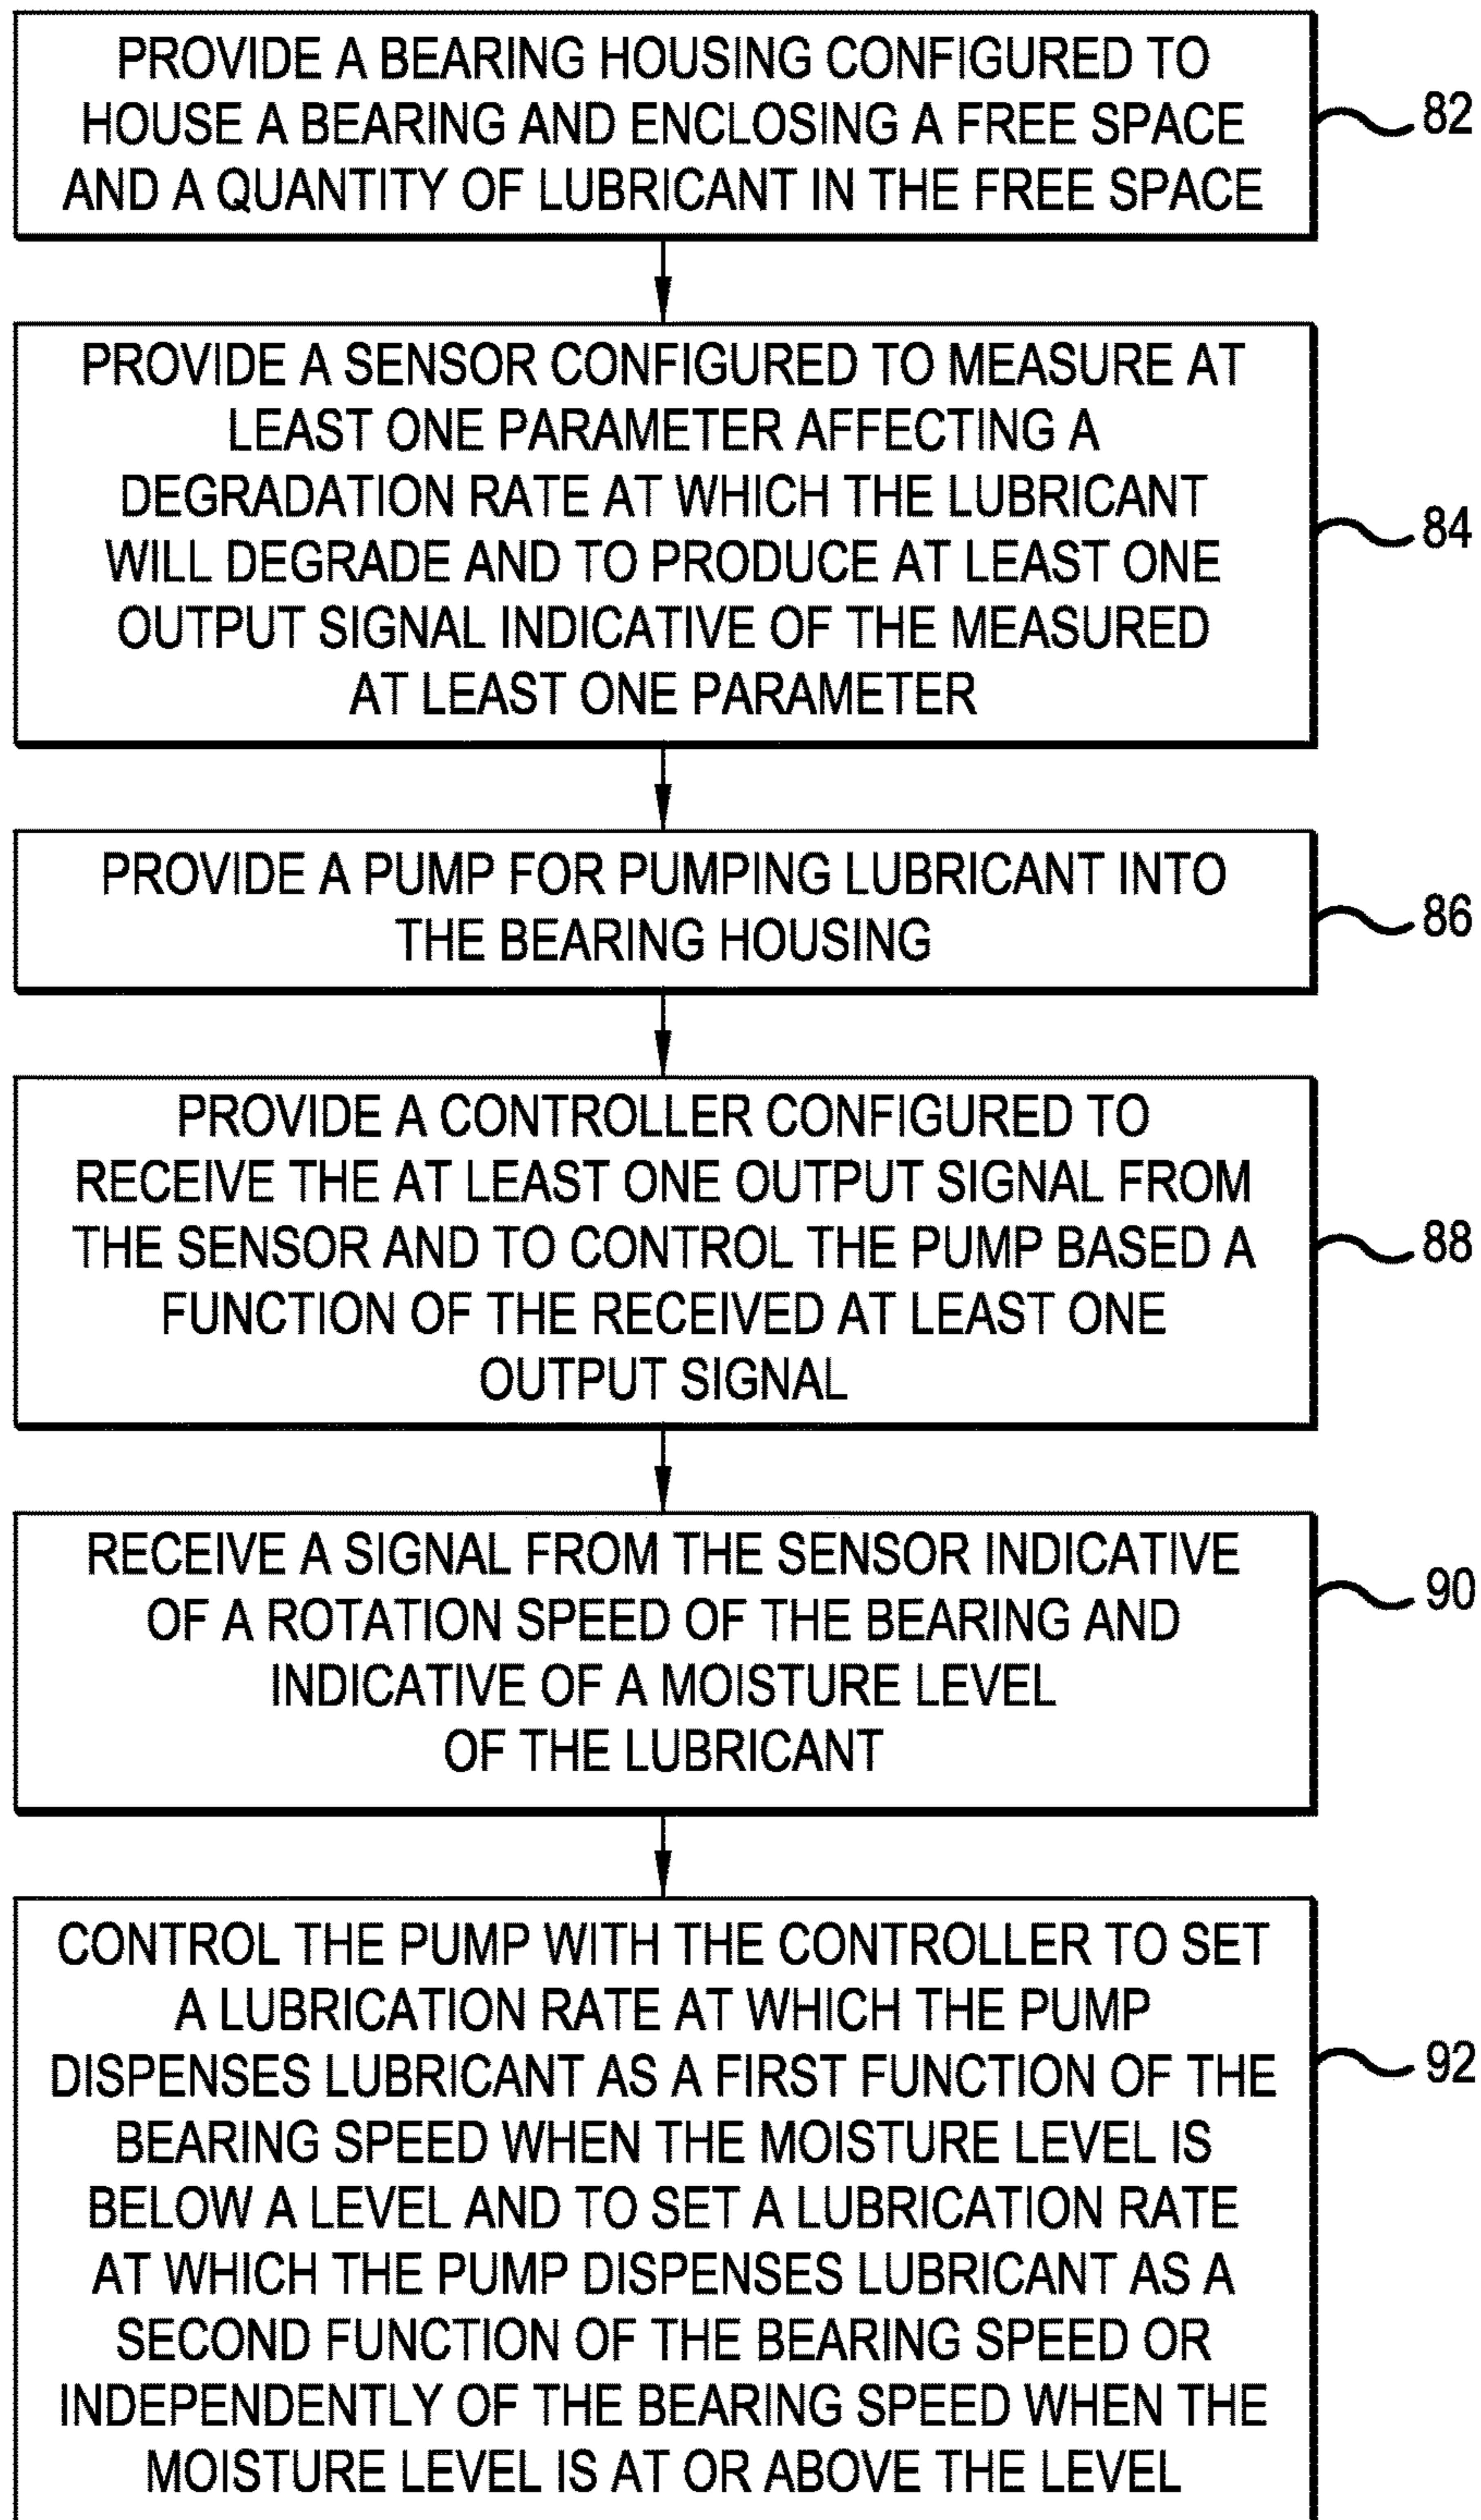 PROVIDE A BEARING HOUSING CONFIGURED TO
HOUSE A BEARING AND ENCLOSING A FREE SPACE
AND A QUANTITY OF LUBRICANT IN THE FREE SPACE
82
PROVIDE A SENSOR CONFIGURED TO MEASURE AT
LEAST ONE PARAMETER AFFECTING A
DEGRADATION RATE AT WHICH THE LUBRICANT
WILL DEGRADE AND TO PRODUCE AT LEAST ONE
OUTPUT SIGNAL INDICATIVE OF THE MEASURED
AT LEAST ONE PARAMETER
84
PROVIDE A PUMP FOR PUMPING LUBRICANT INTO
THE BEARING HOUSING
86
PROVIDE A CONTROLLER CONFIGURED TO
RECEIVE THE AT LEAST ONE OUTPUT SIGNAL FROM
THE SENSOR AND TO CONTROL THE PUMP BASED A
FUNCTION OF THE RECEIVED AT LEAST ONE
OUTPUT SIGNAL
88
RECEIVE A SIGNAL FROM THE SENSOR INDICATIVE
OF A ROTATION SPEED OF THE BEARING AND
INDICATIVE OF A MOISTURE LEVEL
OF THE LUBRICANT
90
CONTROL THE PUMP WITH THE CONTROLLER TO SET
A LUBRICATION RATE AT WHICH THE PUMP
DISPENSES LUBRICANT AS A FIRST FUNCTION OF THE
BEARING SPEED WHEN THE MOISTURE LEVEL IS
BELOW A LEVEL AND TO SET A LUBRICATION RATE
AT WHICH THE PUMP DISPENSES LUBRICANT AS A
SECOND FUNCTION OF THE BEARING SPEED OR
INDEPENDENTLY OF THE BEARING SPEED WHEN THE
MOISTURE LEVEL IS AT OR ABOVE THE LEVEL
92